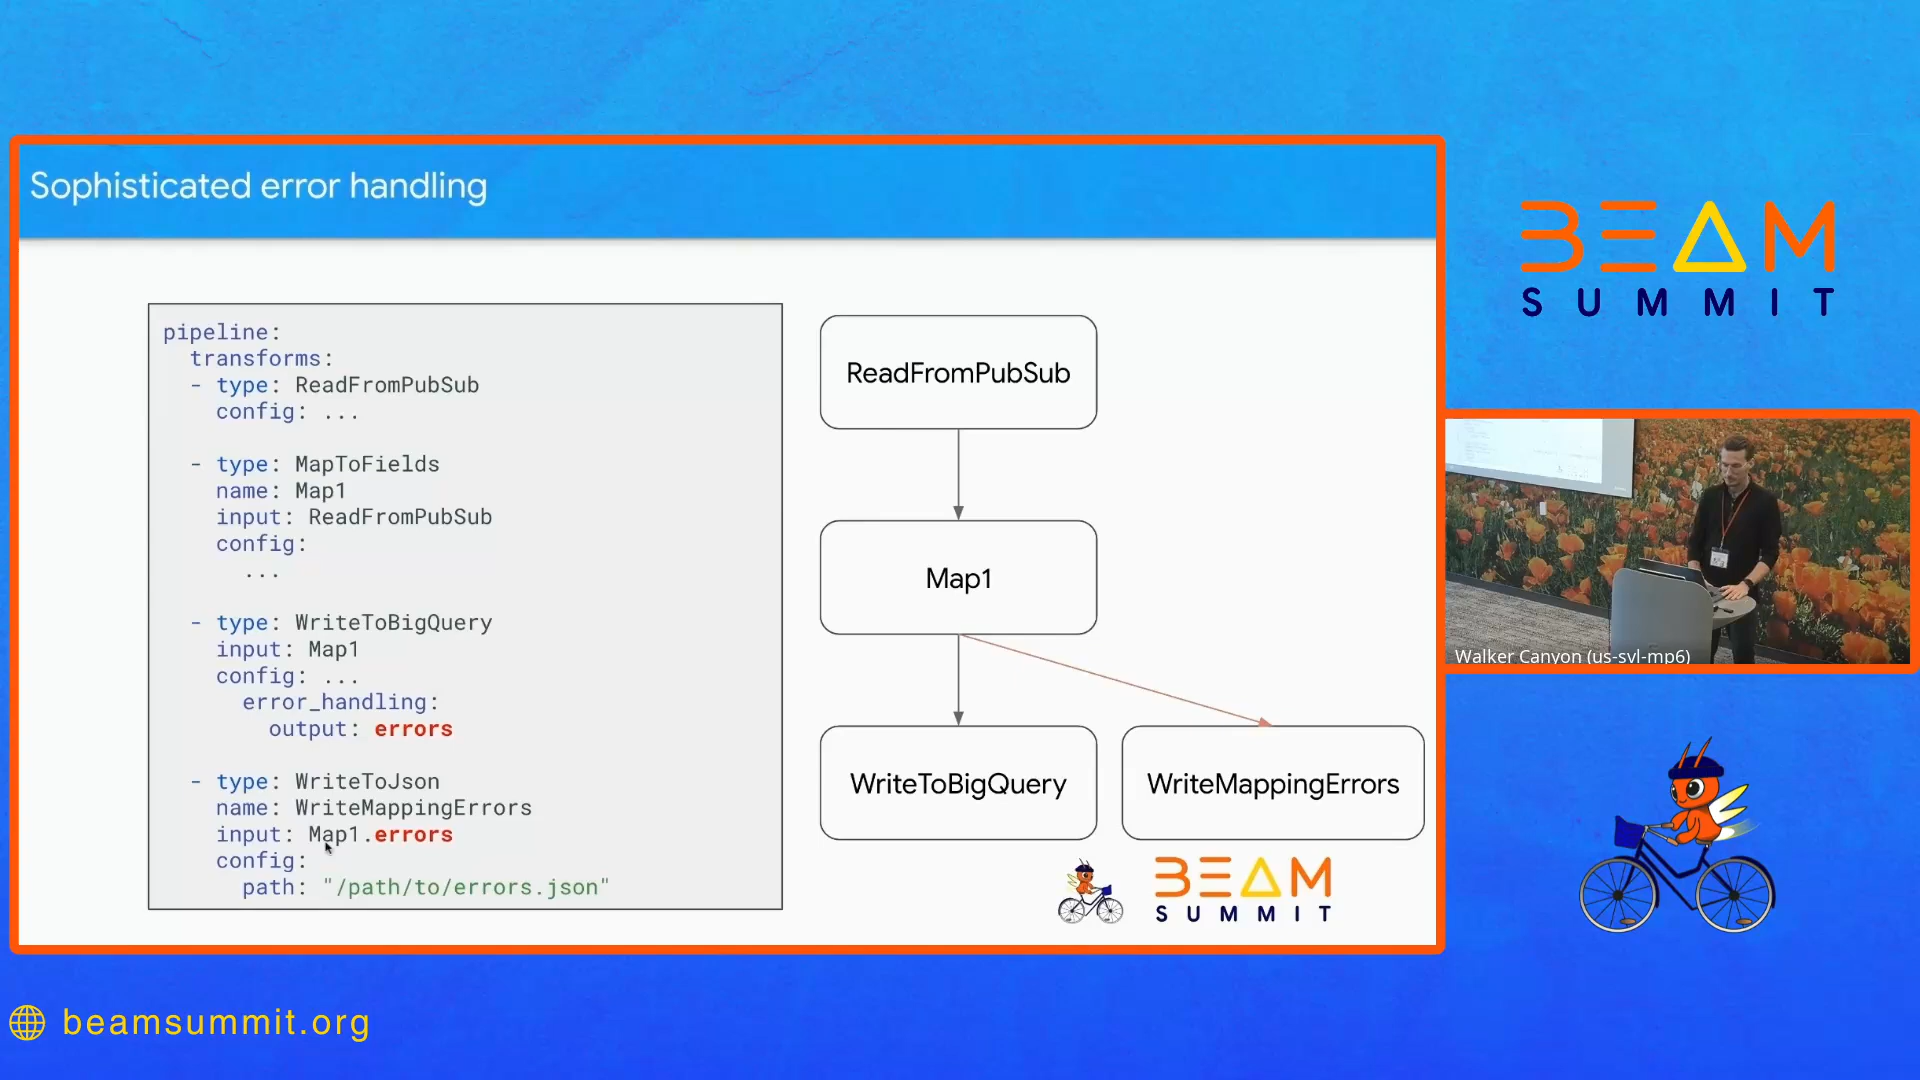 Sophisticated error handling
pipeline:
  transforms:
  - type: ReadFromPubSub
    config: ...
  - type: MapToFields
    name: Map1
    input: ReadFromPubSub
    config:
      ...
  - type: WriteToBigQuery
    input: Map1
    config: ...
      error_handling:
        output: errors
  - type: WriteToJson
    name: WriteMappingErrors
    input: Map1.errors
    config:
      path: "/path/to/errors.json"
ReadFromPubSub
Map1
WriteToBigQuery
WriteMappingErrors
BEAM
SUMMIT
BEAM
SUMMIT
Walker Canyon (us-svl-mp6)
beamsummit.org